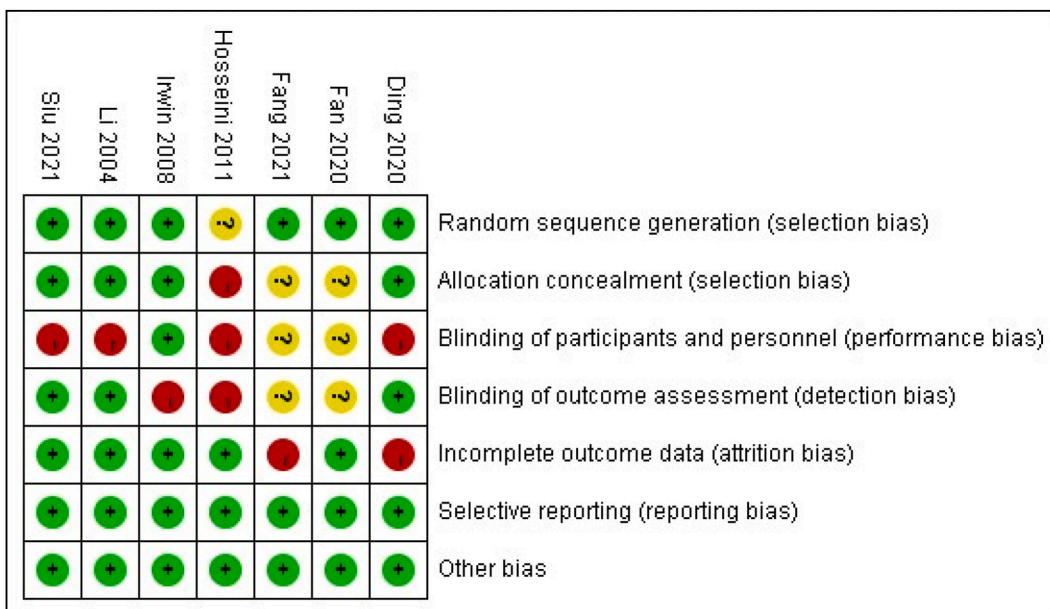 Siu 2021
Li 2004
Irwin 2008
Hosseini 2011
Fang 2021
Fan 2020
Ding 2020
+ + + ? + + + Random sequence generation (selection bias)
+ + + - ? ? + Allocation concealment (selection bias)
- - + - ? ? - Blinding of participants and personnel (performance bias)
+ + - - ? ? + Blinding of outcome assessment (detection bias)
+ + + + - + - Incomplete outcome data (attrition bias)
+ + + + + + + Selective reporting (reporting bias)
+ + + + + + + Other bias